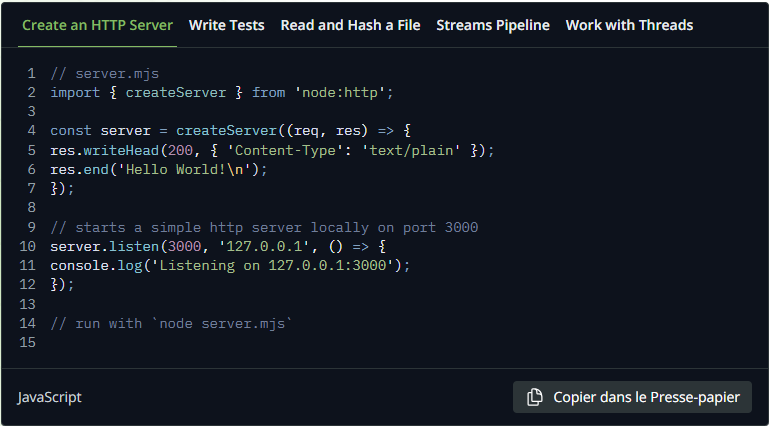 Create an HTTP Server Write Tests Read and Hash a File Streams Pipeline Work with Threads
1 // server.mjs
2 import { createServer } from 'node:http';
3
4 const server = createServer((req, res) => {
5 res.writeHead(200, { 'Content-Type': 'text/plain' });
6 res.end('Hello World!\n');
7 });
8
9 // starts a simple http server locally on port 3000
10 server.listen(3000, '127.0.0.1', () => {
11 console.log('Listening on 127.0.0.1:3000');
12 });
13
14 // run with `node server.mjs`
15
JavaScript Copier dans le Presse-papier